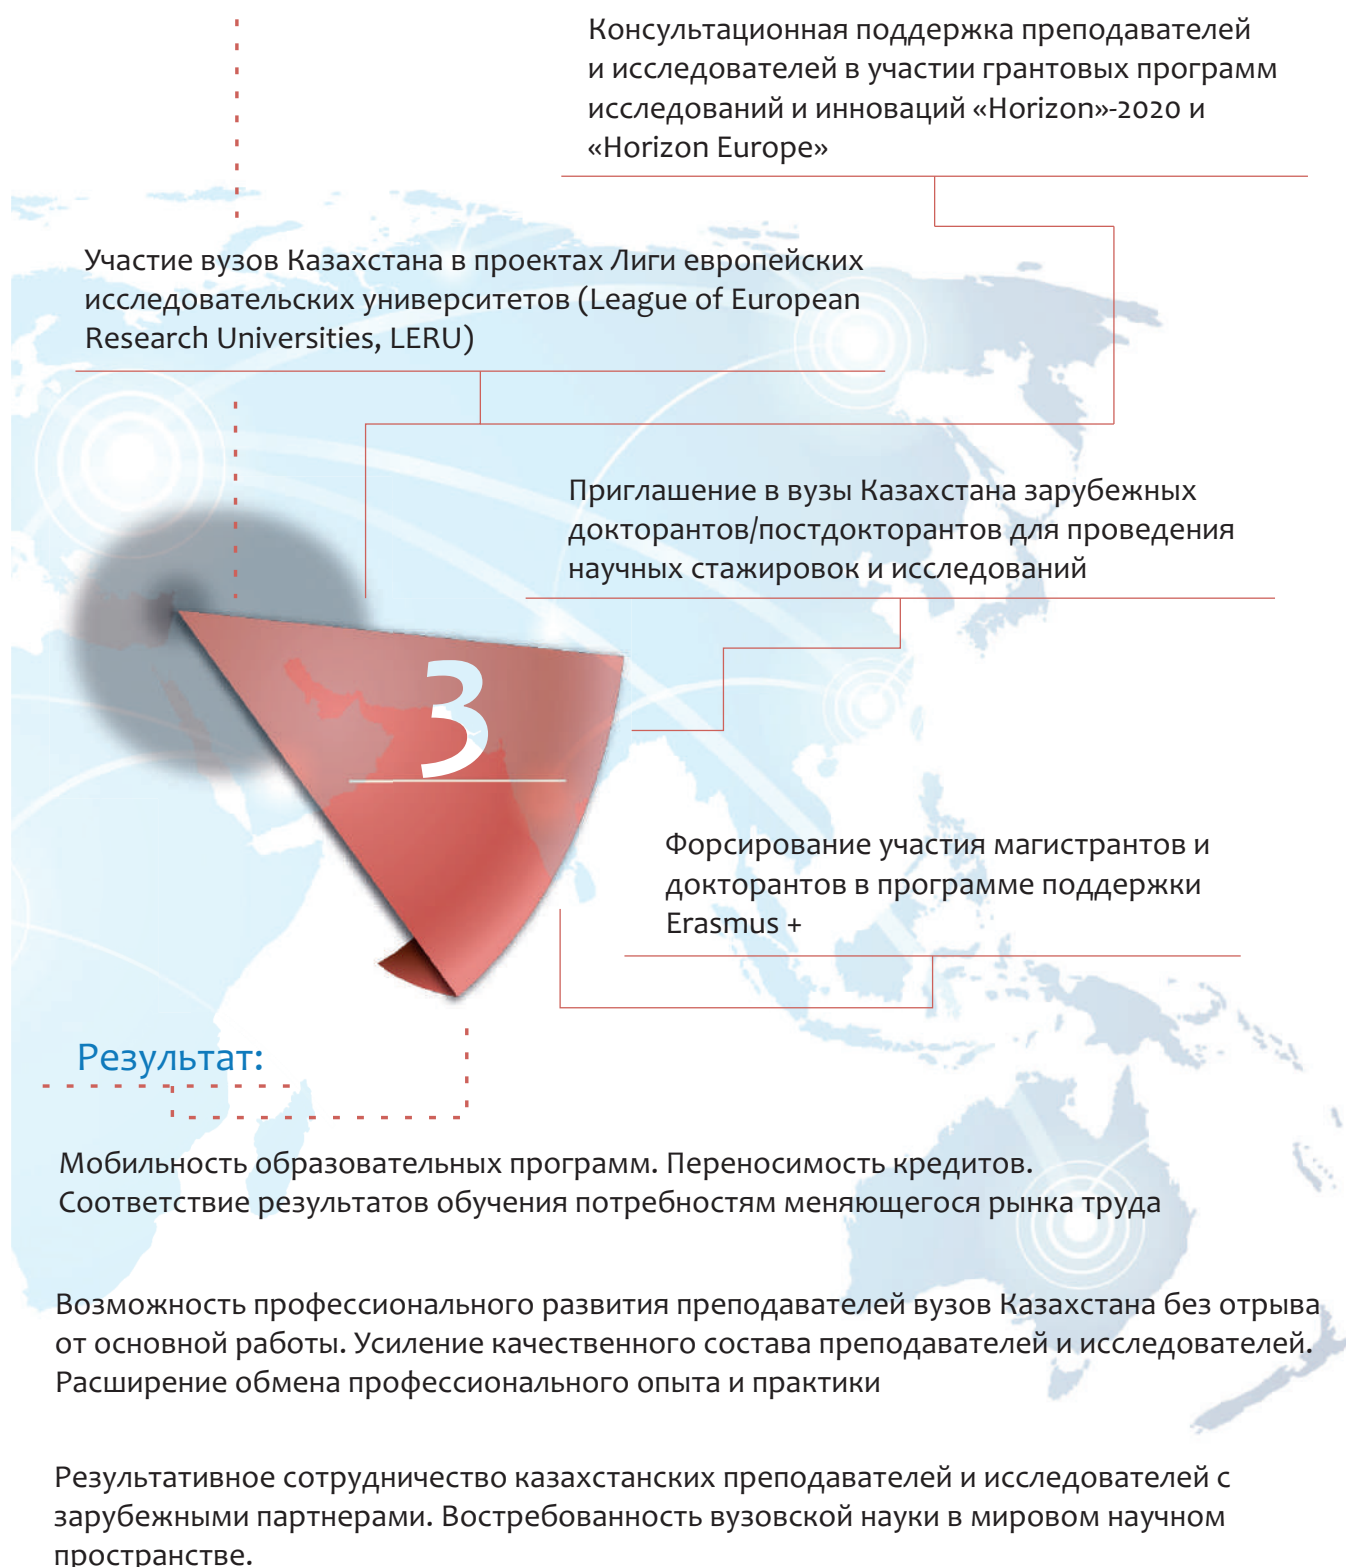 Консультационная поддержка преподавателей
и исследователей в участии грантовых программ
исследований и инноваций «Horizon»-2020 и
«Horizon Europe»
Участие вузов Казахстана в проектах Лиги европейских
исследовательских университетов (League of European
Research Universities, LERU)
Приглашение в вузы Казахстана зарубежных
докторантов/постдокторантов для проведения
научных стажировок и исследований
3
Форсирование участия магистрантов и
докторантов в программе поддержки
Erasmus +
Результат:
Мобильность образовательных программ. Переносимость кредитов.
Соответствие результатов обучения потребностям меняющегося рынка труда
Возможность профессионального развития преподавателей вузов Казахстана без отрыва
от основной работы. Усиление качественного состава преподавателей и исследователей.
Расширение обмена профессионального опыта и практики
Результативное сотрудничество казахстанских преподавателей и исследователей с
зарубежными партнерами. Востребованность вузовской науки в мировом научном
пространстве.